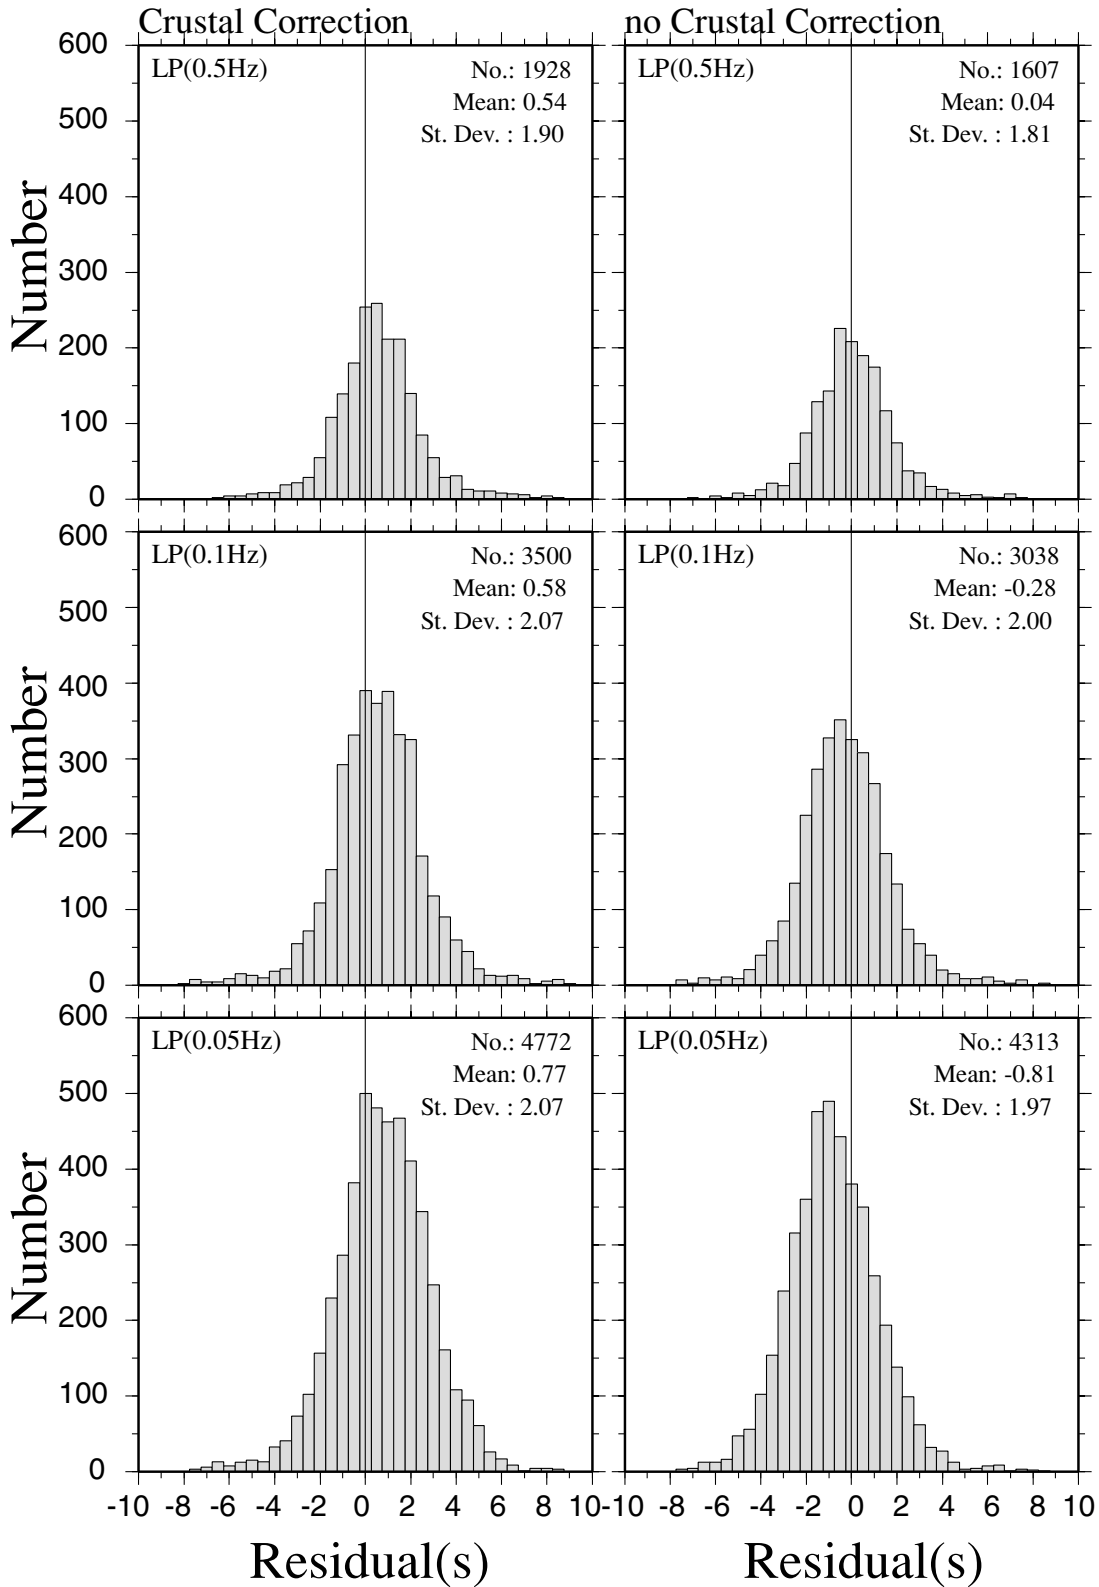 Crustal Correction
no Crustal Correction
LP(0.5Hz)
No.: 1928
Mean: 0.54
St. Dev. : 1.90
LP(0.5Hz)
No.: 1607
Mean: 0.04
St. Dev. : 1.81
600
500
400
300
200
100
0
Number
LP(0.1Hz)
No.: 3500
Mean: 0.58
St. Dev. : 2.07
LP(0.1Hz)
No.: 3038
Mean: -0.28
St. Dev. : 2.00
600
500
400
300
200
100
0
Number
LP(0.05Hz)
No.: 4772
Mean: 0.77
St. Dev. : 2.07
LP(0.05Hz)
No.: 4313
Mean: -0.81
St. Dev. : 1.97
600
500
400
300
200
100
0
Number
-10 -8 -6 -4 -2 0 2 4 6 8 10
-10 -8 -6 -4 -2 0 2 4 6 8 10
Residual(s)
Residual(s)